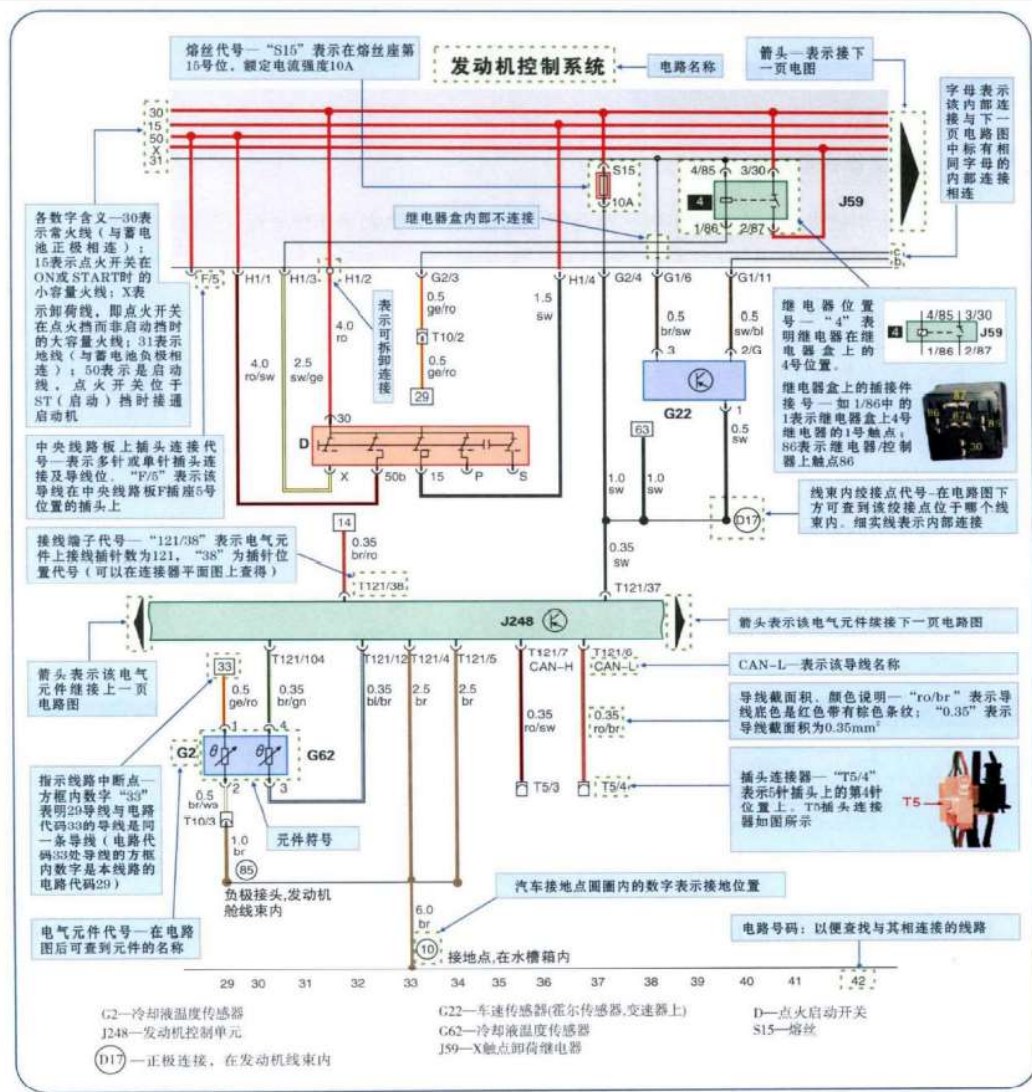 熔丝代号—“S15”表示在熔丝座第
15号位，额定电流强度10A
发动机控制系统
电路名称
箭头—表示接下
一页电图
字母表示
该内部连
接与下一
页电路图
中标有相
同字母的
内部连接
相连
30
15
50
X
31
S15
10A
4/85
3/30
4
J59
1/86
2/87
继电器盒内部不连接
c
b
各数字含义—30表
示常火线（与蓄电
池正极相连）；
15表示点火开关在
ON或START时的
小容量火线；X表
示卸荷线，即点火开关
在点火挡而非启动挡时
的大容量火线；31表示
地线（与蓄电池负极相
连）；50表示是启动
线，点火开关位于
ST（启动）挡时接通
启动机
F/5
H1/1
H1/3
H1/2
G2/3
H1/4
G2/4
G1/6
G1/11
4.0
ro/sw
2.5
sw/ge
4.0
ro
表示可拆卸连接
0.5
ge/ro
T10/2
0.5
ge/ro
29
1.5
sw
0.5
br/sw
0.5
sw/bl
3
2/G
G22
1
0.5
sw
继电器位置
号—“4”表
明继电器在继
电器盒上的
4号位置。
4/85
3/30
4
J59
1/86
2/87
继电器盒上的插接件
接号—如1/86中的
1表示继电器盒上4号
继电器的1号触点；
86表示继电器/控制
器上触点86
87
86
87A
85
30
中央线路板上插头连接代
号—表示多针或单针插头连
接及导线位，“F/5”表示该
导线在中央线路板F插座5号
位置的插头上
D
30
X
50b
15
P
S
63
1.0
sw
1.0
sw
D17
线束内绞接点代号-在电路图下
方可查到该绞接点位于哪个线
束内。细实线表示内部连接
接线端子代号—“121/38”表示电气元
件上接线插针数为121，“38”为插针位
置代号（可以在连接器平面图上查得）
14
0.35
br/ro
T121/38
0.35
sw
T121/37
J248
箭头表示该电气元件续接下一页电路图
箭头表示该电气
元件继接上一页
电路图
33
T121/104
T121/12
T121/4
T121/5
T121/7
CAN-H
T121/6
CAN-L
CAN-L—表示该导线名称
0.5
ge/ro
0.35
br/gn
0.35
bl/br
2.5
br
2.5
br
0.35
ro/sw
0.35
ro/br
导线截面积、颜色说明—“ro/br”表示导
线底色是红色带有棕色条纹；“0.35”表示
导线截面积为0.35mm²
1
4
G2
G62
2
3
T5/3
T5/4
插头连接器—“T5/4”
表示5针插头上的第4针
位置上，T5插头连接
器如图所示
T5
指示线路中断点—
方框内数字“33”
表明29导线与电路
代码33的导线是同
一条导线（电路代
码33处导线的方框
内数字是本线路的
电路代码29）
0.5
br/ws
T10/3
1.0
br
85
元件符号
负极接头，发动机
舱线束内
汽车接地点圆圈内的数字表示接地位置
电气元件代号—在电路
图后可查到元件的名称
6.0
br
10
接地点，在水槽箱内
电路号码：以便查找与其相连接的线路
29 30 31 32 33 34 35 36 37 38 39 40 41 42
G2—冷却液温度传感器
G22—车速传感器(霍尔传感器,变速器上)
D—点火启动开关
J248—发动机控制单元
G62—冷却液温度传感器
S15—熔丝
D17—正极连接，在发动机线束内
J59—X触点卸荷继电器